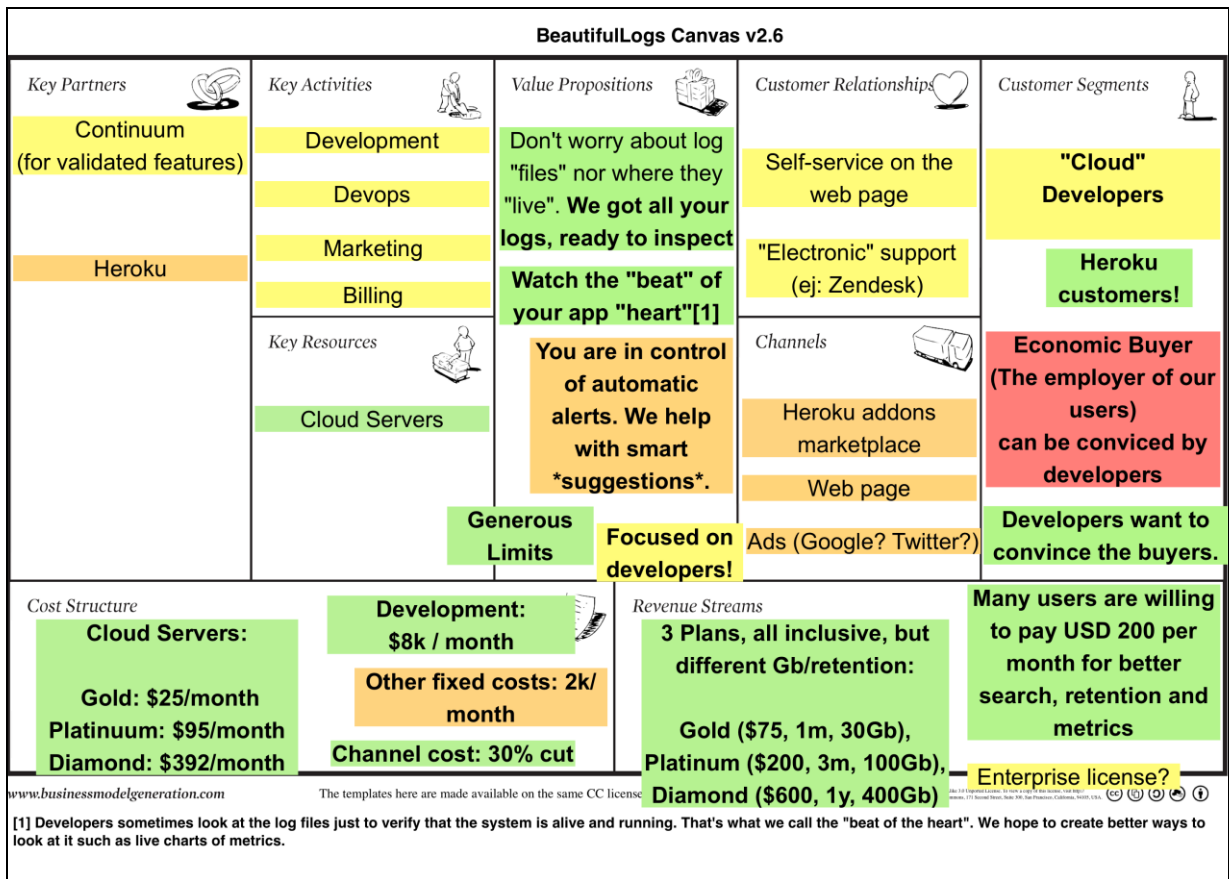 BeautifulLogs Canvas v2.6
Key Partners
Continuum
(for validated features)
Heroku
Key Activities
Development
Devops
Marketing
Billing
Key Resources
Cloud Servers
Value Propositions
Don't worry about log
"files" nor where they
"live". We got all your
logs, ready to inspect
Watch the "beat" of
your app "heart"[1]
You are in control
of automatic
alerts. We help
with smart
*suggestions*.
Generous
Limits
Focused on
developers!
Customer Relationships
Self-service on the
web page
"Electronic" support
(ej: Zendesk)
Channels
Heroku addons
marketplace
Web page
Ads (Google? Twitter?)
Customer Segments
"Cloud"
Developers
Heroku
customers!
Economic Buyer
(The employer of our
users)
can be conviced by
developers
Developers want to
convince the buyers.
Cost Structure
Cloud Servers:
Gold: $25/month
Platinuum: $95/month
Diamond: $392/month
Development:
$8k / month
Other fixed costs: 2k/
month
Channel cost: 30% cut
Revenue Streams
3 Plans, all inclusive, but
different Gb/retention:
Gold ($75, 1m, 30Gb),
Platinum ($200, 3m, 100Gb),
Diamond ($600, 1y, 400Gb)
Many users are willing
to pay USD 200 per
month for better
search, retention and
metrics
Enterprise license?
www.businessmodelgeneration.com
The templates here are made available on the same CC license
[1] Developers sometimes look at the log files just to verify that the system is alive and running. That's what we call the "beat of the heart". We hope to create better ways to
look at it such as live charts of metrics.